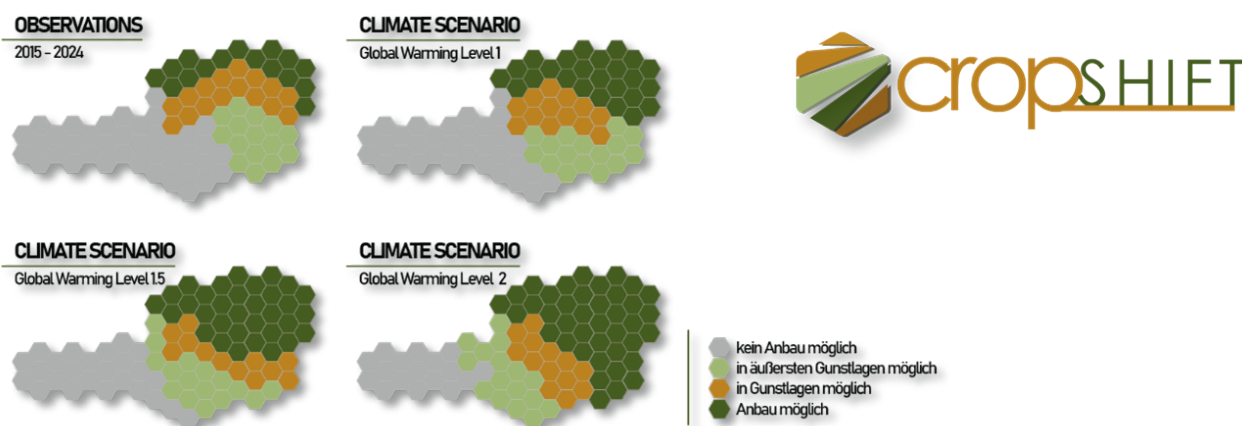 OBSERVATIONS
2015 - 2024
CLIMATE SCENARIO
Global Warming Level 1
cropSHIFT
CLIMATE SCENARIO
Global Warming Level 1.5
CLIMATE SCENARIO
Global Warming Level 2
kein Anbau möglich
in äußersten Gunstlagen möglich
in Gunstlagen möglich
Anbau möglich